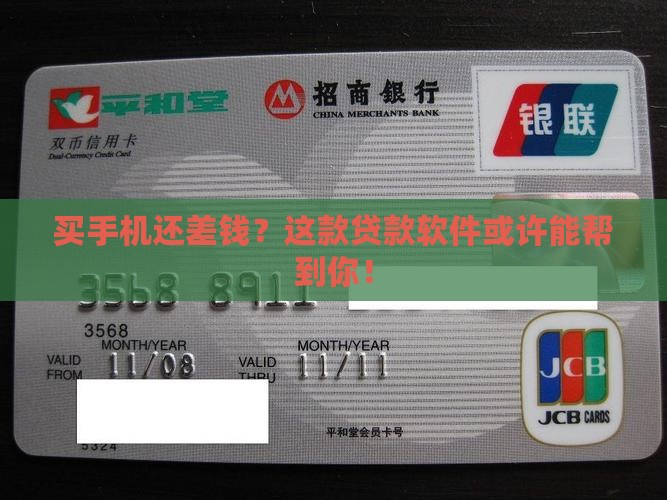 平和堂
招商銀行
CHINA MERCHANTS BANK
银联
双币信用卡
Dual-Currency Credit Card
买手机还差钱？这款贷款软件或许能帮
到你！
3568 8911
3568
MONTH/YEAR MONTH/YEAR
VALID FROM 11/08 VALID THRU 11/11
JCB
JCB CARDS
平和堂会员卡号
5324